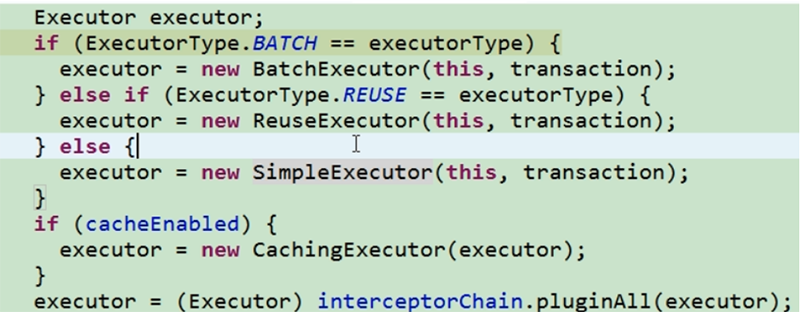 Executor executor;
if (ExecutorType.BATCH == executorType) {
executor = new BatchExecutor(this, transaction);
} else if (ExecutorType.REUSE == executorType) {
executor = new ReuseExecutor(this, transaction);
} else {
executor = new SimpleExecutor(this, transaction);
}
if (cacheEnabled) {
executor = new CachingExecutor(executor);
}
executor = (Executor) interceptorChain.pluginAll(executor);